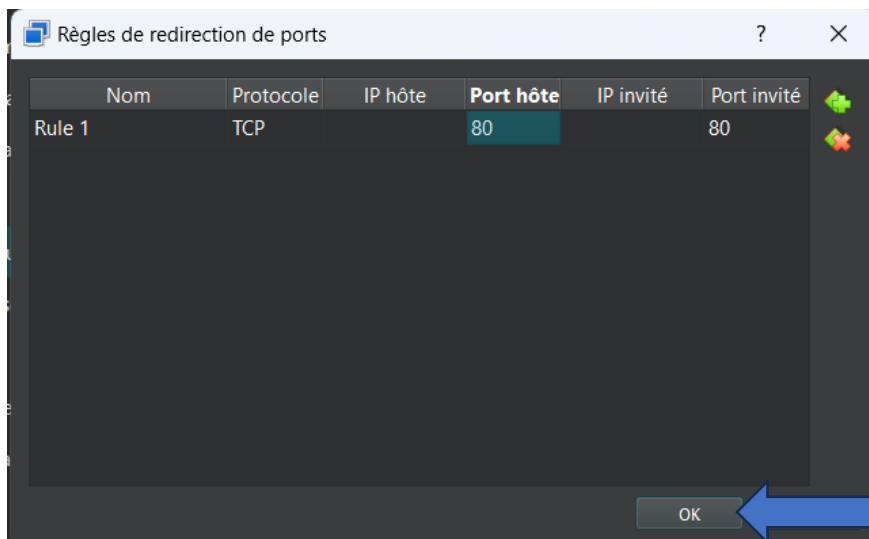 Règles de redirection de ports ?
Nom Protocole IP hôte Port hôte IP invité Port invité
Rule 1 TCP 80 80
OK